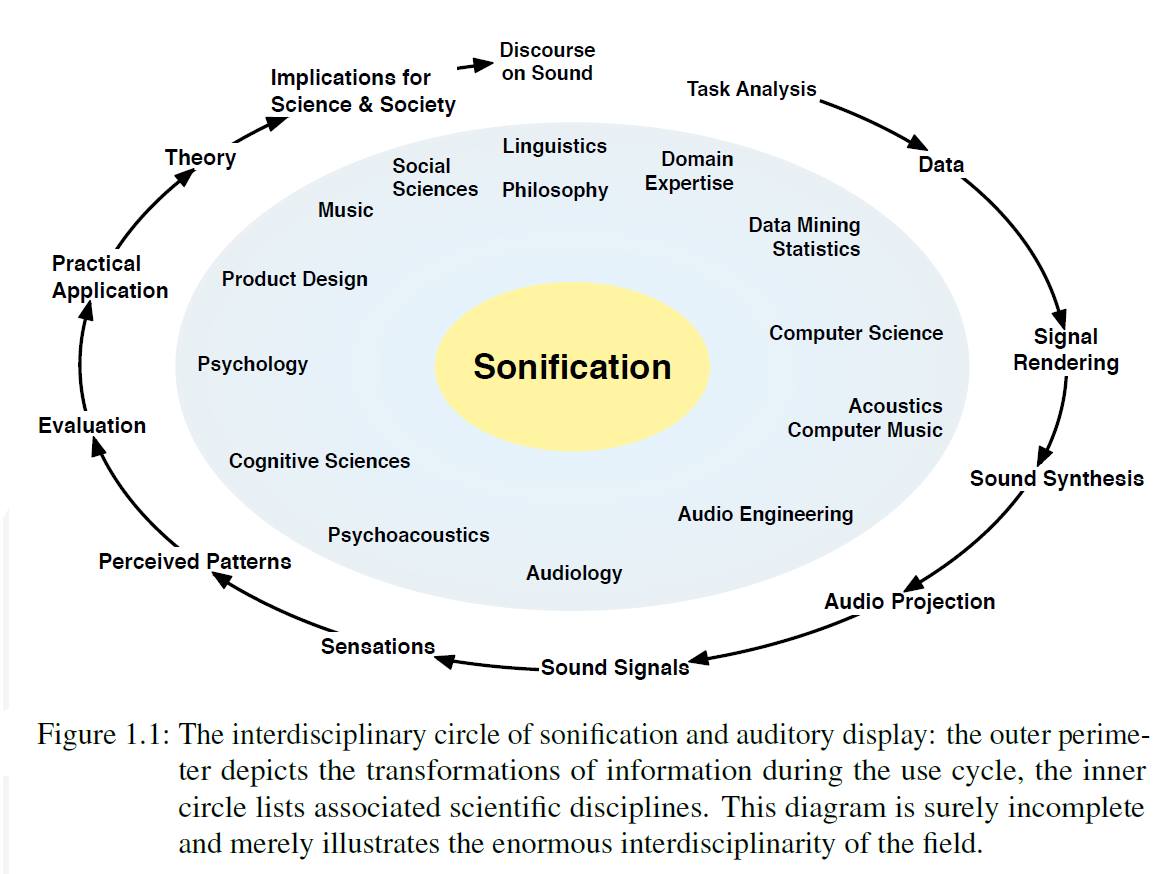 Discourse
on Sound
Implications for
Science & Society
Task Analysis
Theory
Data
Linguistics
Philosophy
Social
Sciences
Domain
Expertise
Music
Data Mining
Statistics
Practical
Application
Product Design
Computer Science
Signal
Rendering
Psychology
Sonification
Acoustics
Computer Music
Evaluation
Cognitive Sciences
Sound Synthesis
Audio Engineering
Psychoacoustics
Audiology
Perceived Patterns
Audio Projection
Sensations
Sound Signals
Figure 1.1: The interdisciplinary circle of sonification and auditory display: the outer perime-
ter depicts the transformations of information during the use cycle, the inner
circle lists associated scientific disciplines. This diagram is surely incomplete
and merely illustrates the enormous interdisciplinarity of the field.